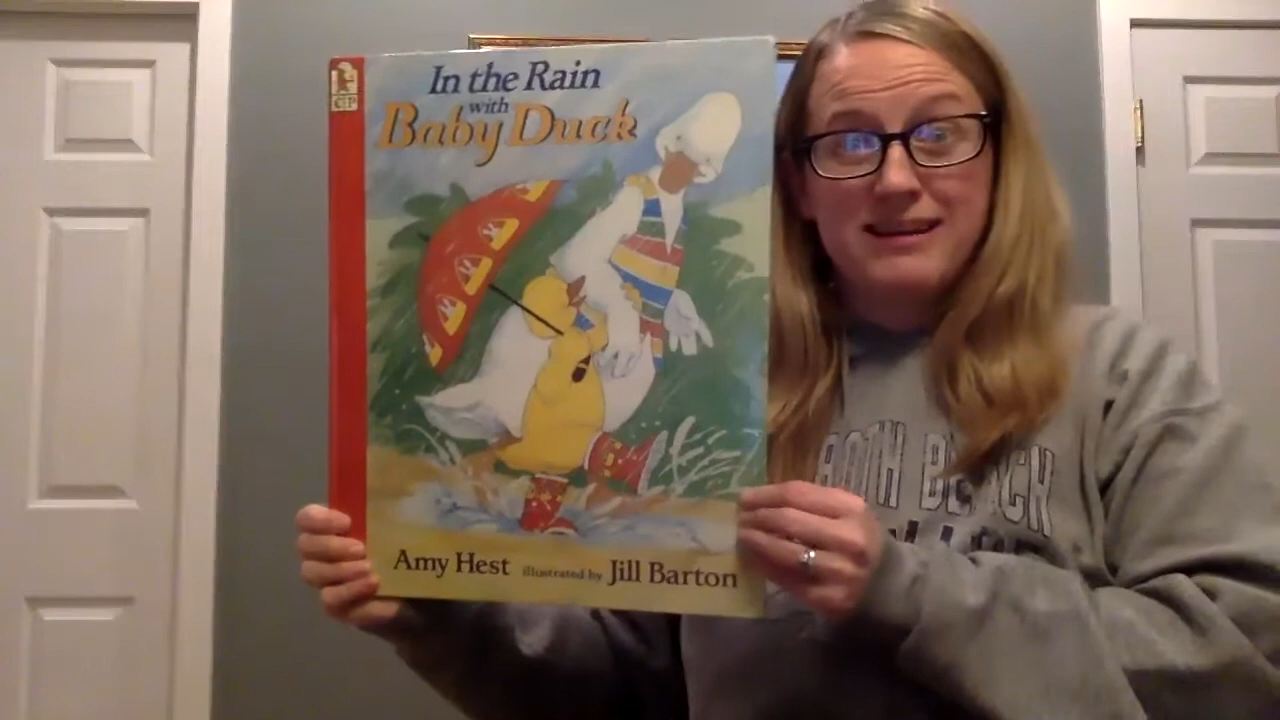 In the Rain
with
Baby Duck
CP
Amy Hest illustrated by Jill Barton